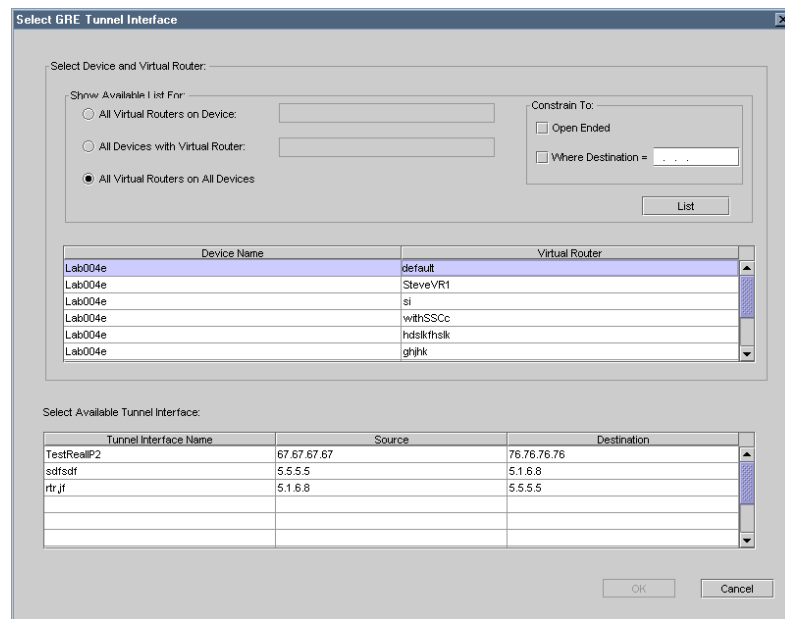 Select GRE Tunnel Interface
Select Device and Virtual Router:
Show Available List For:
All Virtual Routers on Device:
All Devices with Virtual Router:
All Virtual Routers on All Devices
Constrain To:
Open Ended
Where Destination = . . .
List
Device Name Virtual Router
Lab004e default
Lab004e SteveVR1
Lab004e si
Lab004e withSSCc
Lab004e hdslkfhslk
Lab004e ghjhk
Select Available Tunnel Interface:
Tunnel Interface Name Source Destination
TestRealIP2 67.67.67.67 76.76.76.76
sdfsdf 5.5.5.5 5.1.6.8
rtr,jf 5.1.6.8 5.5.5.5
OK Cancel